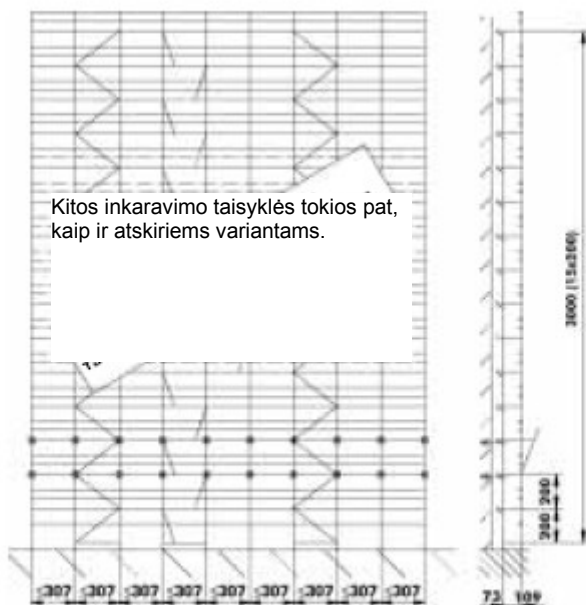 Kitos inkaravimo taisyklės tokios pat,
kaip ir atskiriems variantams.
3000 (15x200)
200
200
≤307 ≤307 ≤307 ≤307 ≤307 ≤307 ≤307 ≤307 ≤307
73 109